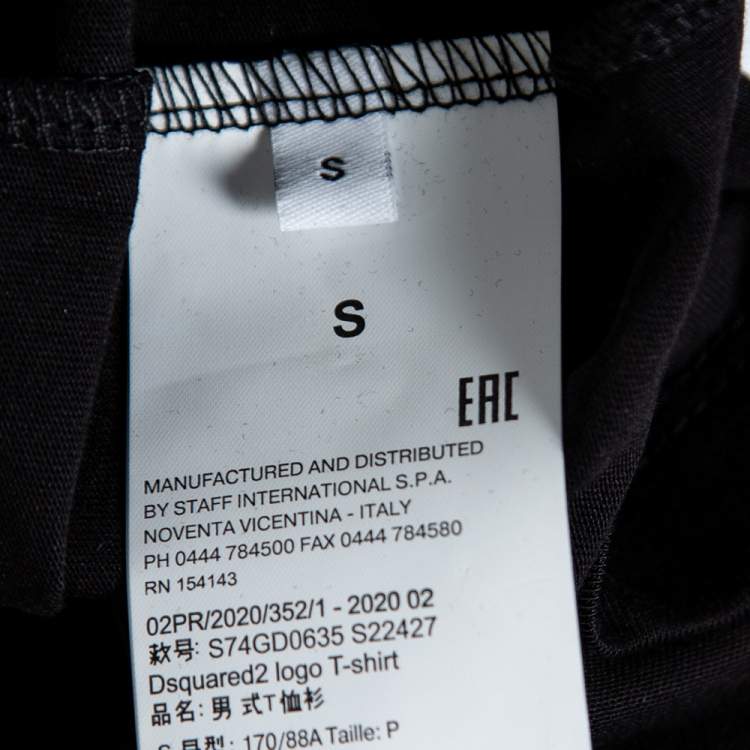 S
S
EAC
MANUFACTURED AND DISTRIBUTED
BY STAFF INTERNATIONAL S.P.A.
NOVENTA VICENTINA - ITALY
PH 0444 784500 FAX 0444 784580
RN 154143
02PR/2020/352/1 - 2020 02
款号: S74GD0635 S22427
Dsquared2 logo T-shirt
品名: 男 式T恤衫
170/88A Taille: P